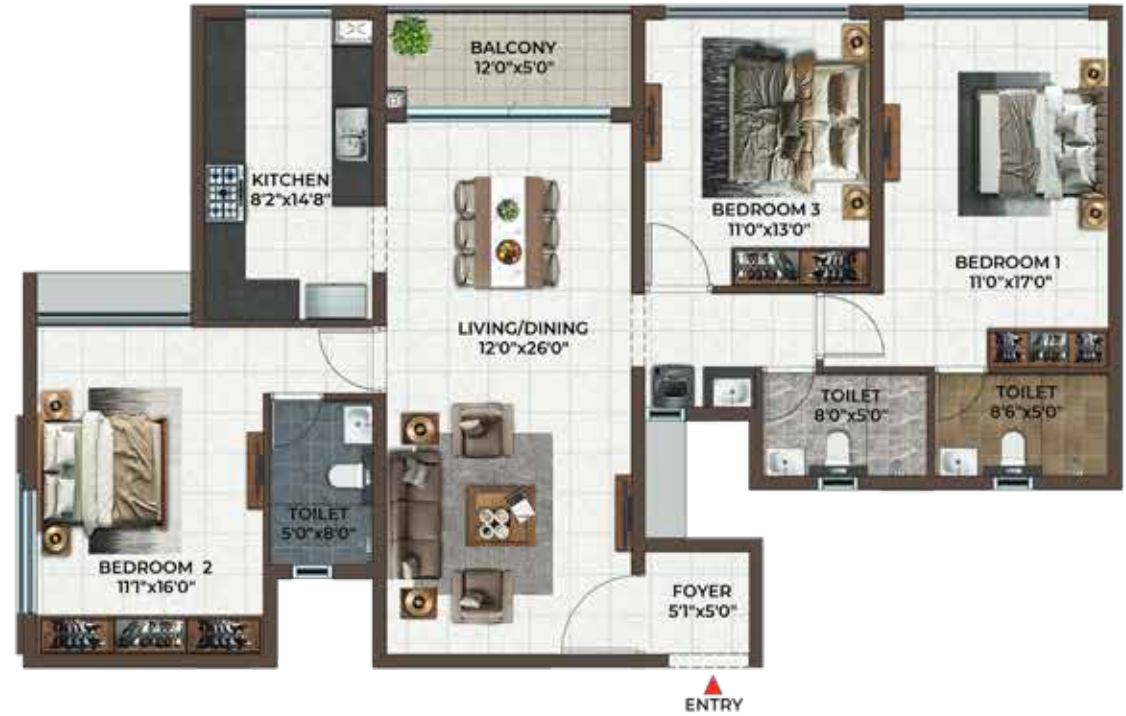 BALCONY
12'0"x5'0"
KITCHEN
8'2"x14'8"
BEDROOM 3
11'0"x13'0"
BEDROOM 1
11'0"x17'0"
LIVING/DINING
12'0"x26'0"
TOILET
8'0"x5'0"
TOILET
8'6"x5'0"
TOILET
5'0"x8'0"
BEDROOM 2
11'1"x16'0"
FOYER
5'1"x5'0"
ENTRY